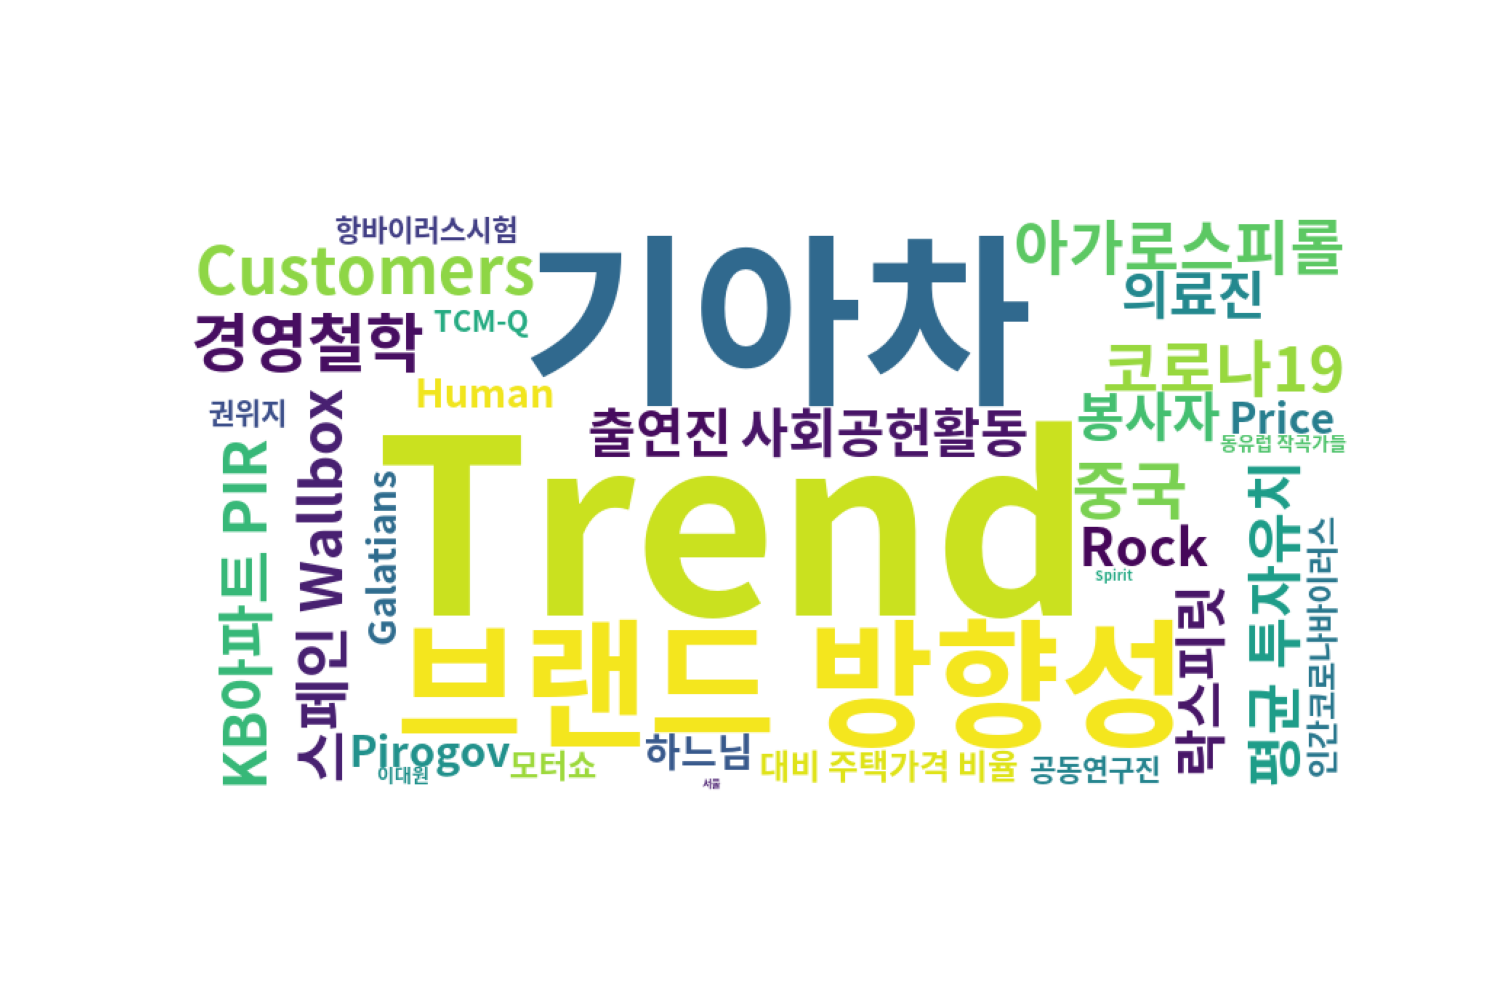 항바이러스시험
Customers
기아차
아가로스피롤
의료진
경영철학
TCM-Q
코로나19
Human
권위지
출연진 사회공헌활동
봉사자
Price
동유럽 작곡가들
Trend
중국
KB아파트 PIR
스페인 Wallbox
Galatians
Rock
Spirit
평균 투자유치
인간코로나바이러스
락스피릿
브랜드 방향성
Pirogov
이대원
모터쇼
하느님
서울
대비 주택가격 비율
공동연구진